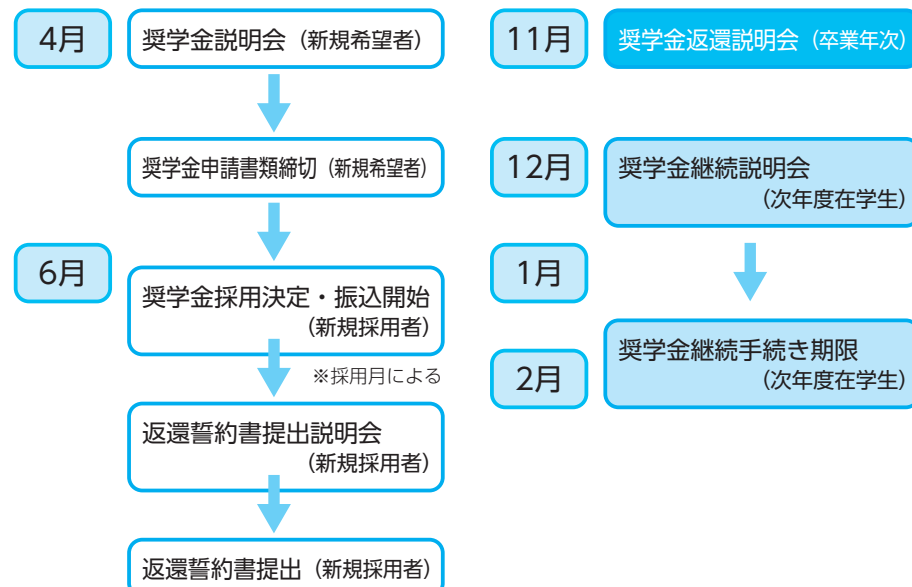 4月
奨学金説明会（新規希望者）
奨学金申請書類締切（新規希望者）
6月
奨学金採用決定・振込開始
（新規採用者）
※採用月による
返還誓約書提出説明会
（新規採用者）
返還誓約書提出（新規採用者）
11月
奨学金返還説明会（卒業年次）
12月
奨学金継続説明会
（次年度在学生）
1月
2月
奨学金継続手続き期限
（次年度在学生）